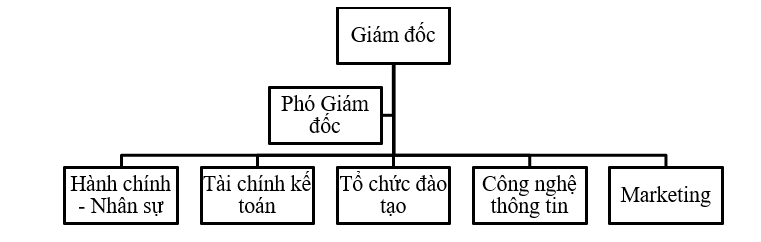 Giám đốc
Phó Giám
đốc
Hành chính
- Nhân sự
Tài chính kế
toán
Tổ chức đào
tạo
Công nghệ
thông tin
Marketing